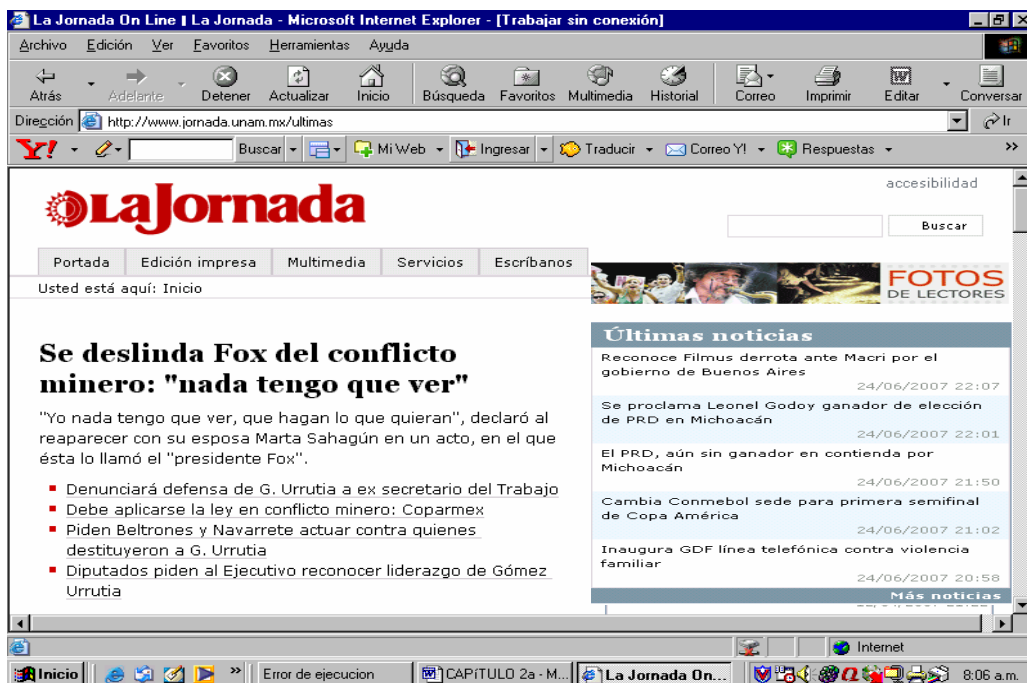 La Jornada On Line | La Jornada - Microsoft Internet Explorer - [Trabajar sin conexión]
Archivo Edición Ver Favoritos Herramientas Ayuda
Atrás Adelante Detener Actualizar Inicio Búsqueda Favoritos Multimedia Historial Correo Imprimir Editar Conversar
Dirección http://www.jornada.unam.mx/ultimas Ir
Y! Buscar Mi Web Ingresar Traducir Correo Y! Respuestas »
accesibilidad
La Jornada
Buscar
Portada Edición impresa Multimedia Servicios Escríbanos
Usted está aquí: Inicio
FOTOS
DE LECTORES
Se deslinda Fox del conflicto
minero: "nada tengo que ver"
"Yo nada tengo que ver, que hagan lo que quieran", declaró al
reaparecer con su esposa Marta Sahagún en un acto, en el que
ésta lo llamó el "presidente Fox".
Denunciará defensa de G. Urrutia a ex secretario del Trabajo
Debe aplicarse la ley en conflicto minero: Coparmex
Piden Beltrones y Navarrete actuar contra quienes
destituyeron a G. Urrutia
Diputados piden al Ejecutivo reconocer liderazgo de Gómez
Urrutia
Últimas noticias
Reconoce Filmus derrota ante Macri por el
gobierno de Buenos Aires
24/06/2007 22:07
Se proclama Leonel Godoy ganador de elección
de PRD en Michoacán
24/06/2007 22:01
El PRD, aún sin ganador en contienda por
Michoacán
24/06/2007 21:50
Cambia Conmebol sede para primera semifinal
de Copa América
24/06/2007 21:02
Inaugura GDF línea telefónica contra violencia
familiar
24/06/2007 20:58
Más noticias
Internet
Inicio » Error de ejecucion CAPÍTULO 2a - M... La Jornada On... 8:06 a.m.